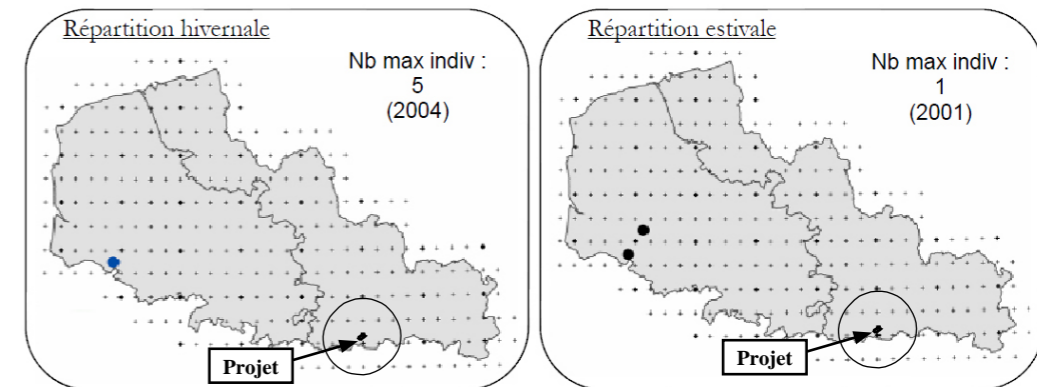 Répartition hivernale
Nb max indiv :
5
(2004)
Projet
Répartition estivale
Nb max indiv :
1
(2001)
Projet